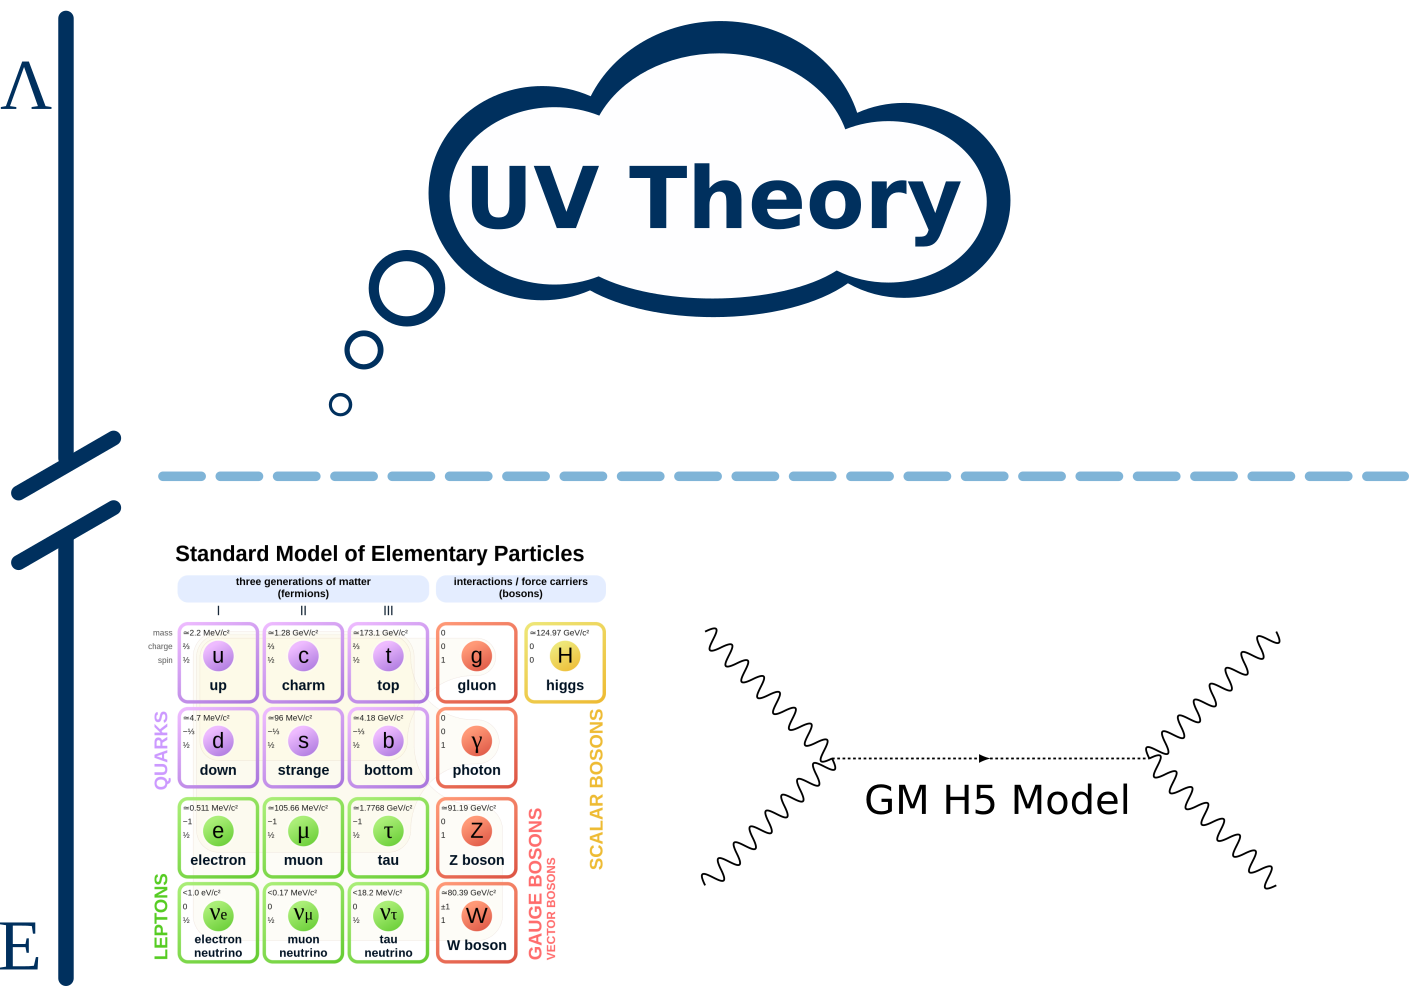 Λ
UV Theory
Standard Model of Elementary Particles
three generations of matter
(fermions)
interactions / force carriers
(bosons)
I II III
mass ≃2.2 MeV/c² ≃1.28 GeV/c² ≃173.1 GeV/c² 0 ≃124.97 GeV/c²
charge ⅔ ⅔ ⅔ 0 0
spin ½ ½ ½ 1 0
u c t g H
up charm top gluon higgs
QUARKS
≃4.7 MeV/c² ≃96 MeV/c² ≃4.18 GeV/c² 0
−⅓ −⅓ −⅓ 0
½ ½ ½ 1
d s b γ
down strange bottom photon
SCALAR BOSONS
GM H5 Model
≃0.511 MeV/c² ≃105.66 MeV/c² ≃1.7768 GeV/c² ≃91.19 GeV/c²
−1 −1 −1 0
½ ½ ½ 1
e μ τ Z
electron muon tau Z boson
LEPTONS
GAUGE BOSONS
VECTOR BOSONS
<1.0 eV/c² <0.17 MeV/c² <18.2 MeV/c² ≃80.39 GeV/c²
0 0 0 ±1
½ ½ ½ 1
νe νμ ντ W
electron
neutrino
muon
neutrino
tau
neutrino
W boson
E